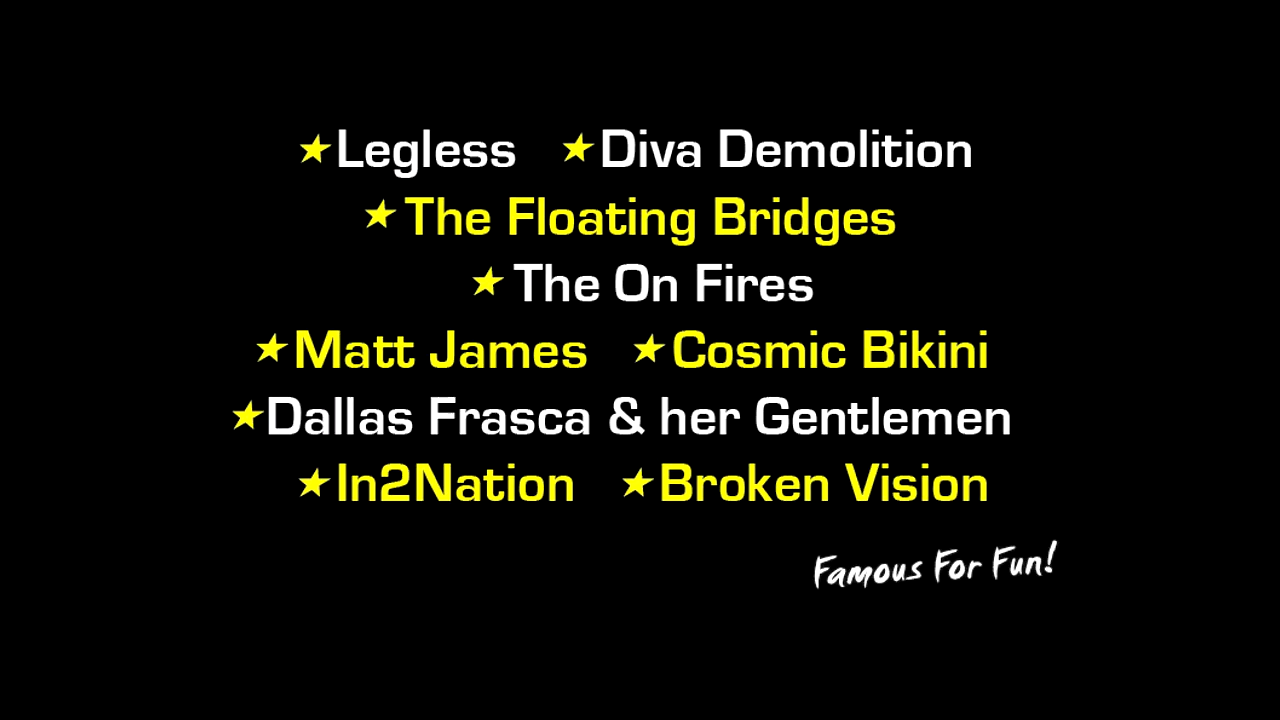 ★Legless ★Diva Demolition
★The Floating Bridges
★The On Fires
★Matt James ★Cosmic Bikini
★Dallas Frasca & her Gentlemen
★In2Nation ★Broken Vision
Famous For Fun!